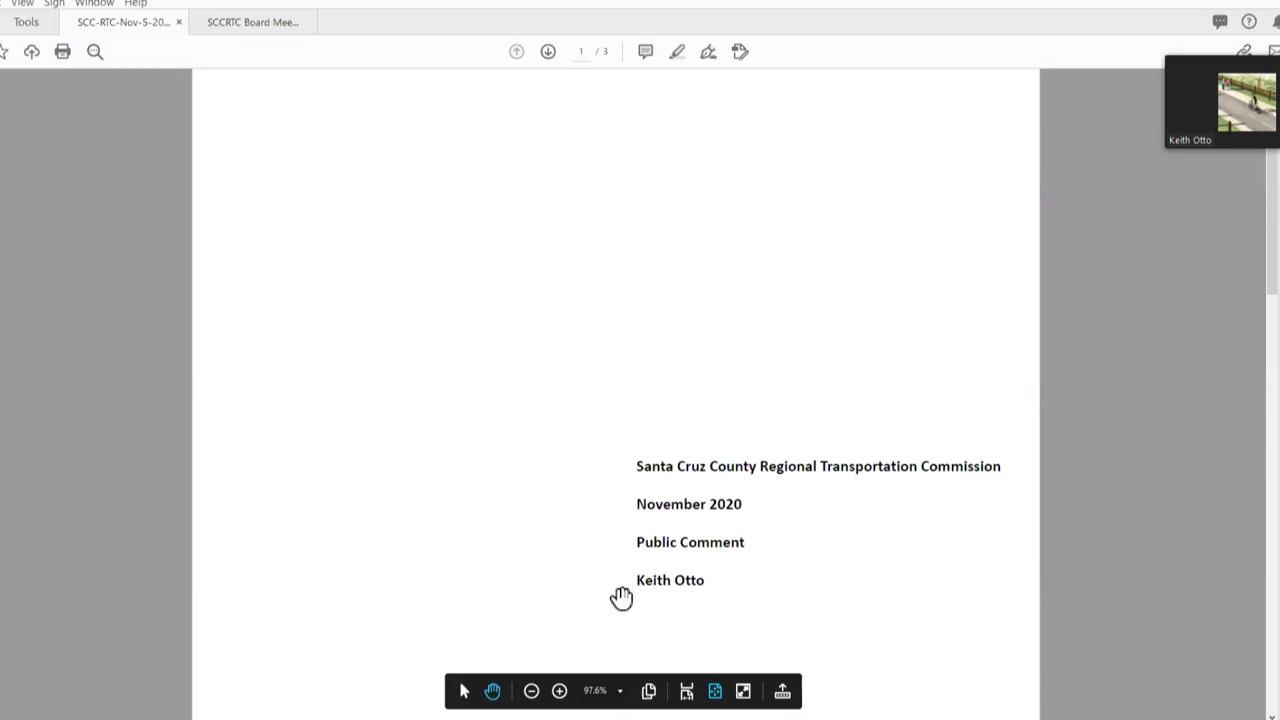 View Sign Window Help
Tools SCC-RTC-Nov-5-20... × SCCRTC Board Mee...
1 / 3
Keith Otto
Santa Cruz County Regional Transportation Commission
November 2020
Public Comment
Keith Otto
97.6%